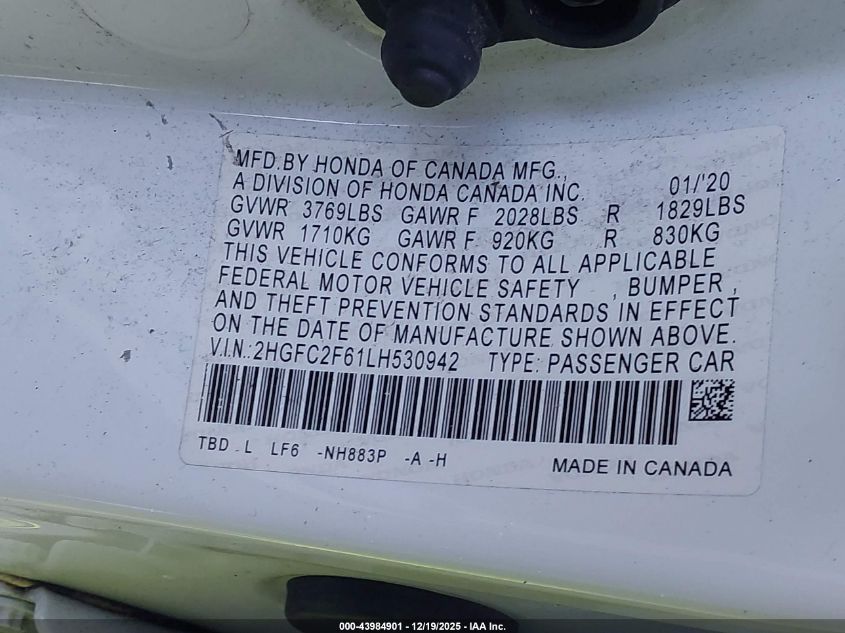 MFD.BY HONDA OF CANADA MFG.,
A DIVISION OF HONDA CANADA INC. 01/'20
GVWR 3769LBS GAWR F 2028LBS R 1829LBS
GVWR 1710KG GAWR F 920KG R 830KG
THIS VEHICLE CONFORMS TO ALL APPLICABLE
FEDERAL MOTOR VEHICLE SAFETY , BUMPER ,
AND THEFT PREVENTION STANDARDS IN EFFECT
ON THE DATE OF MANUFACTURE SHOWN ABOVE.
V.I.N.:2HGFC2F61LH530942 TYPE: PASSENGER CAR
TBD L LF6 -NH883P -A -H
MADE IN CANADA
000-43984901 - 12/19/2025 - IAA Inc.